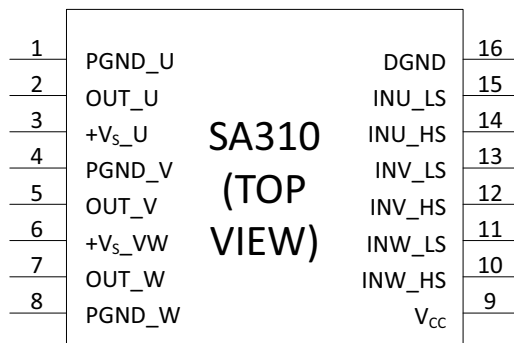 1 PGND_U
2 OUT_U
3 +VS_U
4 PGND_V
5 OUT_V
6 +VS_VW
7 OUT_W
8 PGND_W
SA310
(TOP
VIEW)
DGND 16
INU_LS 15
INU_HS 14
INV_LS 13
INV_HS 12
INW_LS 11
INW_HS 10
VCC 9